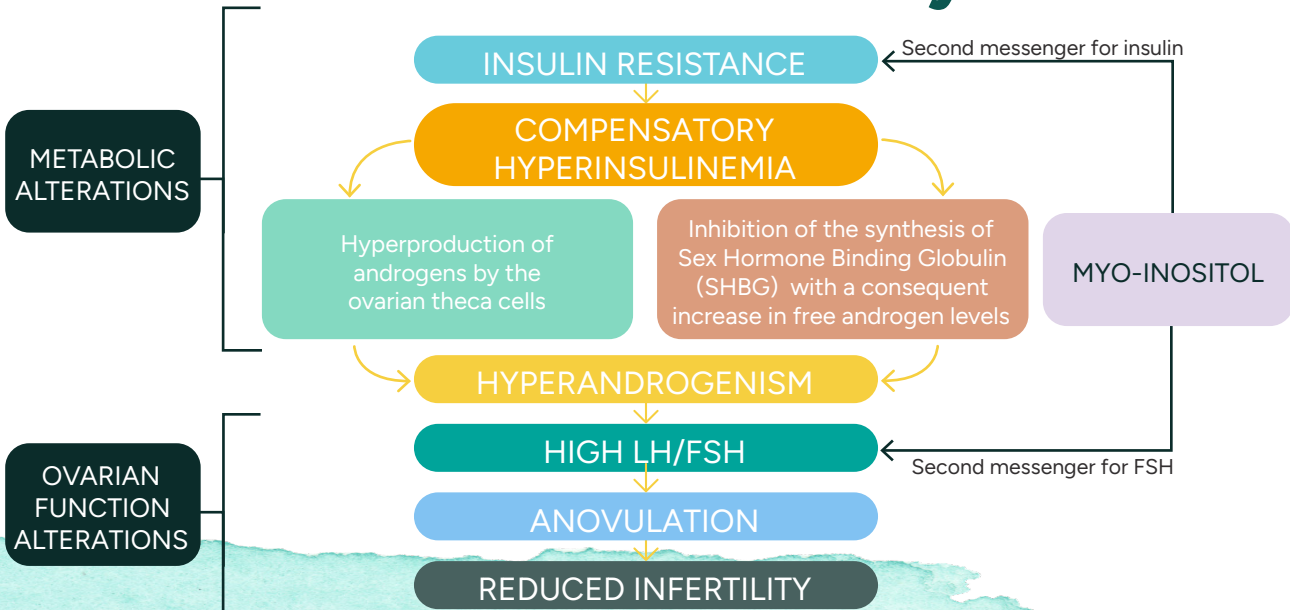 Second messenger for insulin
INSULIN RESISTANCE
COMPENSATORY
HYPERINSULINEMIA
METABOLIC
ALTERATIONS
Hyperproduction of
androgens by the
ovarian theca cells
Inhibition of the synthesis of
Sex Hormone Binding Globulin
(SHBG) with a consequent
increase in free androgen levels
MYO-INOSITOL
HYPERANDROGENISM
HIGH LH/FSH
Second messenger for FSH
OVARIAN
FUNCTION
ALTERATIONS
ANOVULATION
REDUCED INFERTILITY